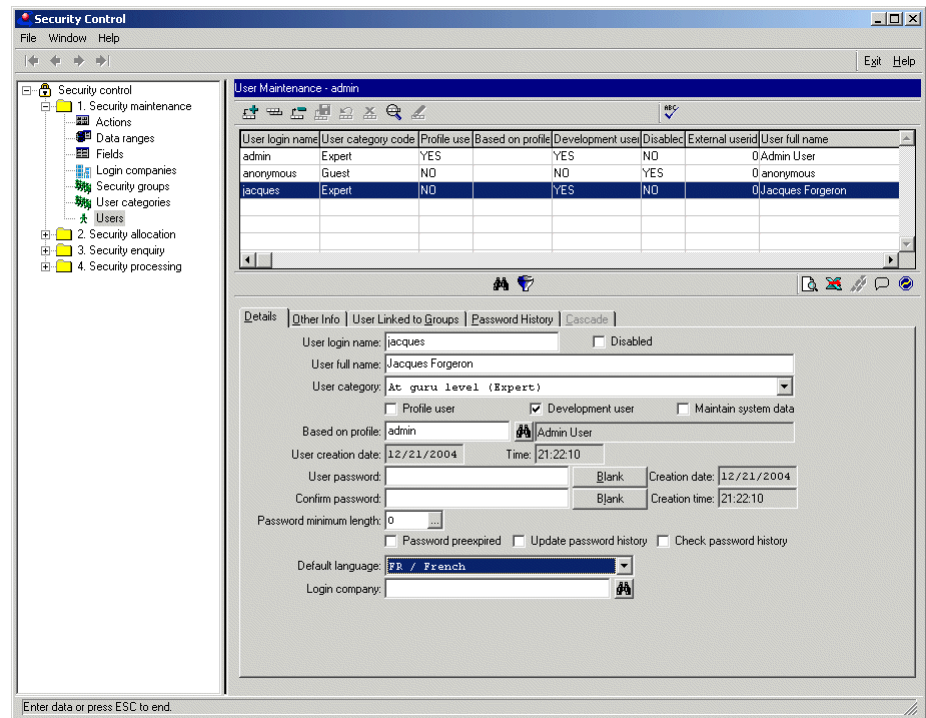 Security Control
File Window Help
Exit Help
Security control
1. Security maintenance
Actions
Data ranges
Fields
Login companies
Security groups
User categories
Users
2. Security allocation
3. Security enquiry
4. Security processing
User Maintenance - admin
ABC
User login name User category code Profile use Based on profile Development user Disabled External userid User full name
admin Expert YES YES NO 0 Admin User
anonymous Guest NO NO YES 0 anonymous
jacques Expert NO YES NO 0 Jacques Forgeron
Details Other Info User Linked to Groups Password History Cascade
User login name: jacques Disabled
User full name: Jacques Forgeron
User category: At guru level (Expert)
Profile user Development user Maintain system data
Based on profile: admin Admin User
User creation date: 12/21/2004 Time: 21:22:10
User password: Blank Creation date: 12/21/2004
Confirm password: Blank Creation time: 21:22:10
Password minimum length: 0 ...
Password preexpired Update password history Check password history
Default language: FR / French
Login company:
Enter data or press ESC to end.